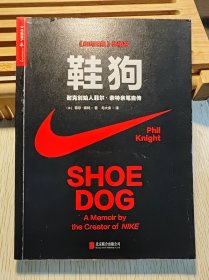 鞋狗
耐克创始人菲尔·奈特亲笔自传
Phil
Knight
SHOE
DOG
A Memoir by
the Creator of NIKE
北京联合出版公司